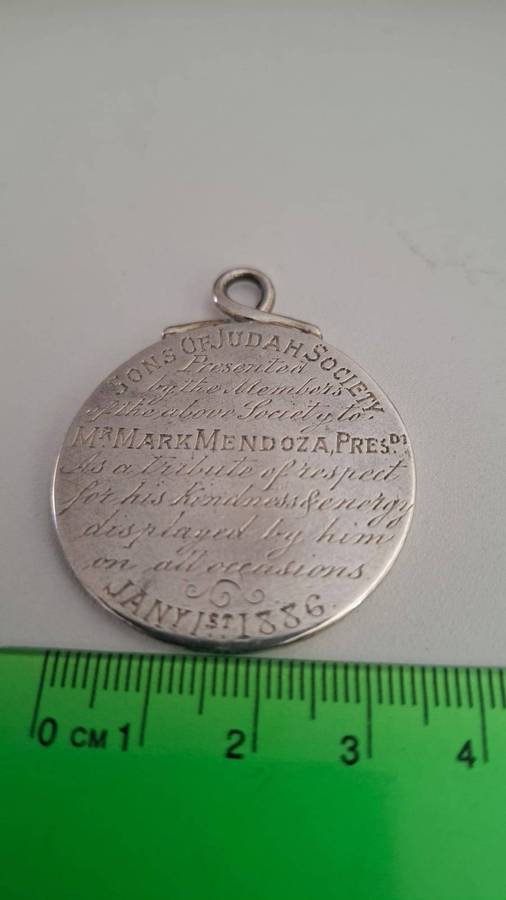 SONS OF JUDAH SOCIETY
Presented
by the Members
of the above Society to
MR MARK MENDOZA, PRESDT
As a tribute of respect
for his kindness & energy
displayed by him
on all occasions
JANY 1ST 1886.
0 CM 1 2 3 4